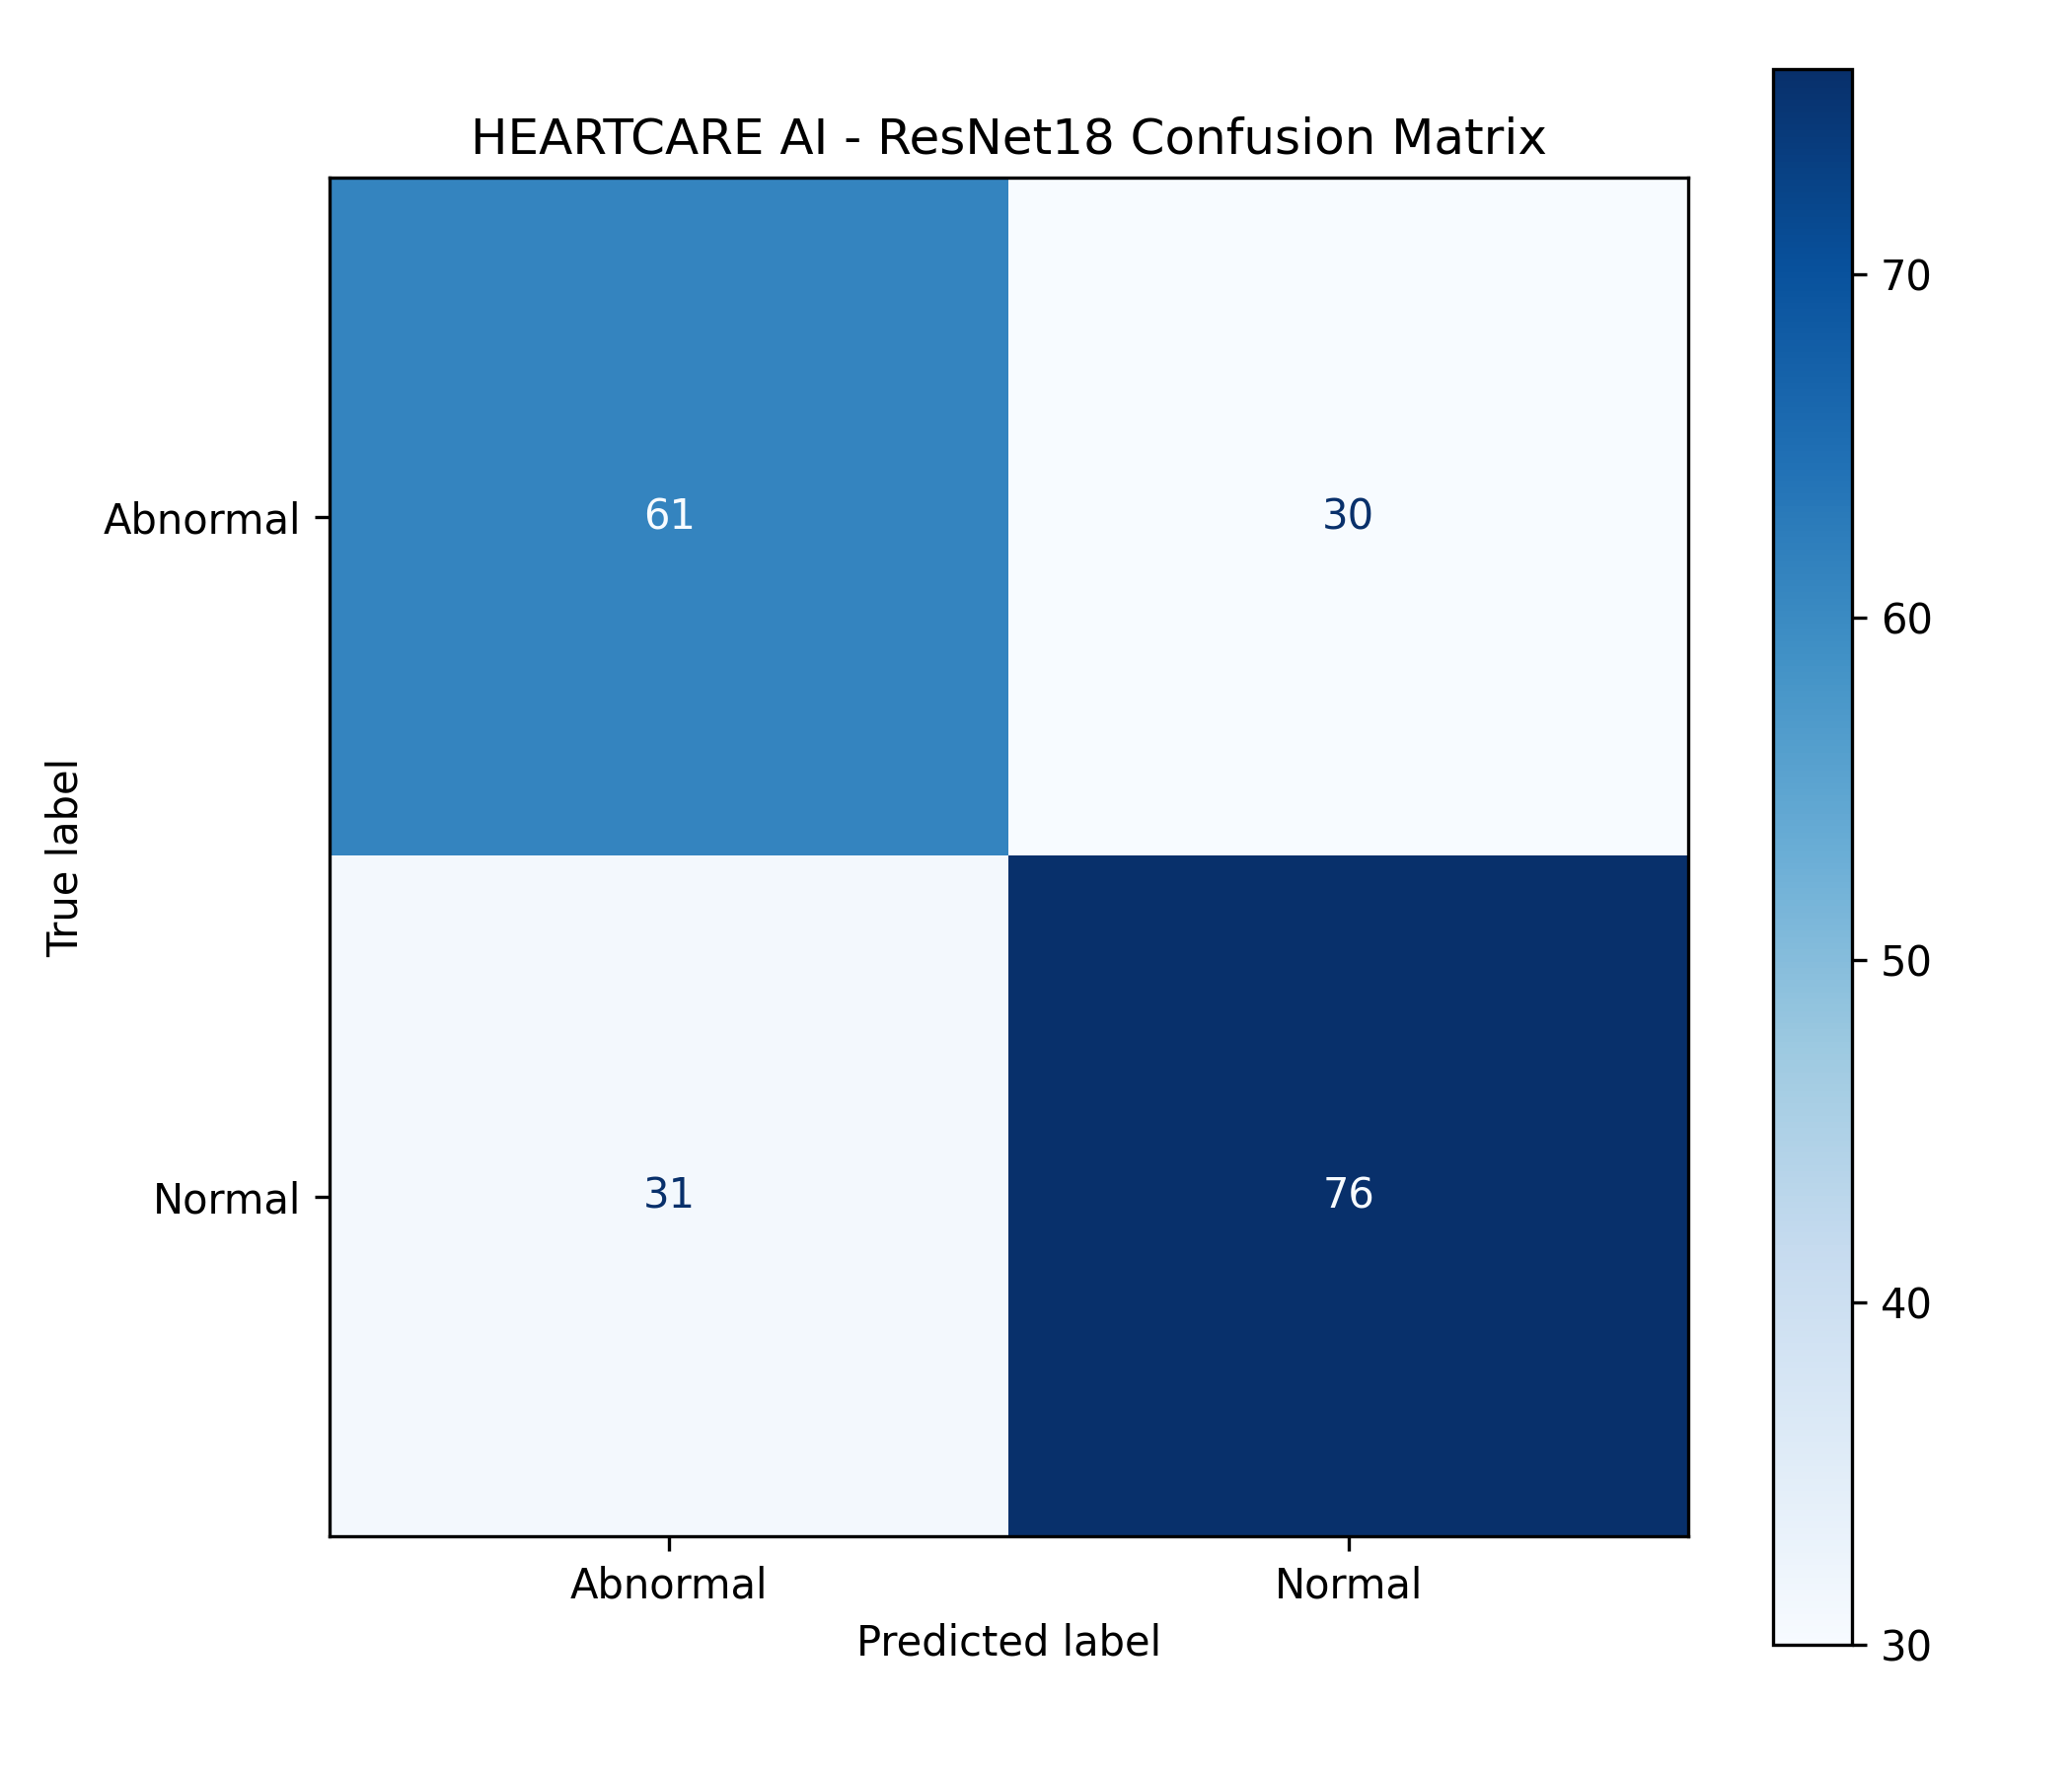 HEARTCARE AI - ResNet18 Confusion Matrix
True label
Abnormal
61
30
Normal
31
76
Abnormal
Normal
Predicted label
70
60
50
40
30